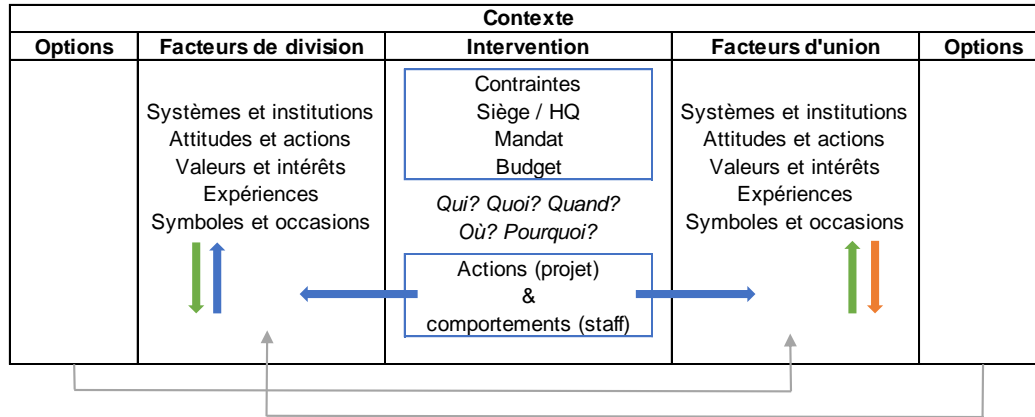 Contexte
Options
Facteurs de division
Intervention
Facteurs d'union
Options
Systèmes et institutions
Attitudes et actions
Valeurs et intérêts
Expériences
Symboles et occasions
Contraintes
Siège / HQ
Mandat
Budget
Qui? Quoi? Quand?
Où? Pourquoi?
Actions (projet)
&
comportements (staff)
Systèmes et institutions
Attitudes et actions
Valeurs et intérêts
Expériences
Symboles et occasions